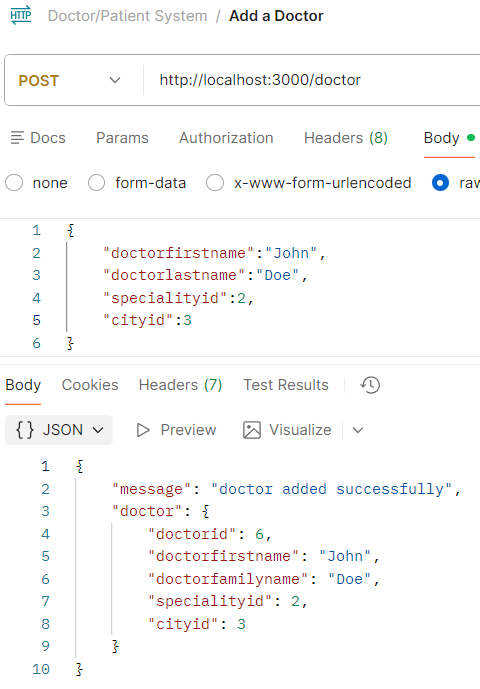 HTTP Doctor/Patient System / Add a Doctor
POST http://localhost:3000/doctor
Docs Params Authorization Headers (8) Body
none form-data x-www-form-urlencoded raw
1 {
2 "doctorfirstname":"John",
3 "doctorlastname":"Doe",
4 "specialityid":2,
5 "cityid":3
6 }
Body Cookies Headers (7) Test Results
{} JSON Preview Visualize
1 {
2 "message": "doctor added successfully",
3 "doctor": {
4 "doctorid": 6,
5 "doctorfirstname": "John",
6 "doctorfamilyname": "Doe",
7 "specialityid": 2,
8 "cityid": 3
9 }
10 }